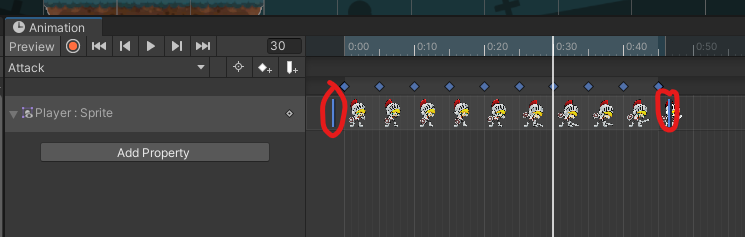 Animation
Preview 30 0:00 0:10 0:20 0:30 0:40 0:50
Attack
Player : Sprite
Add Property